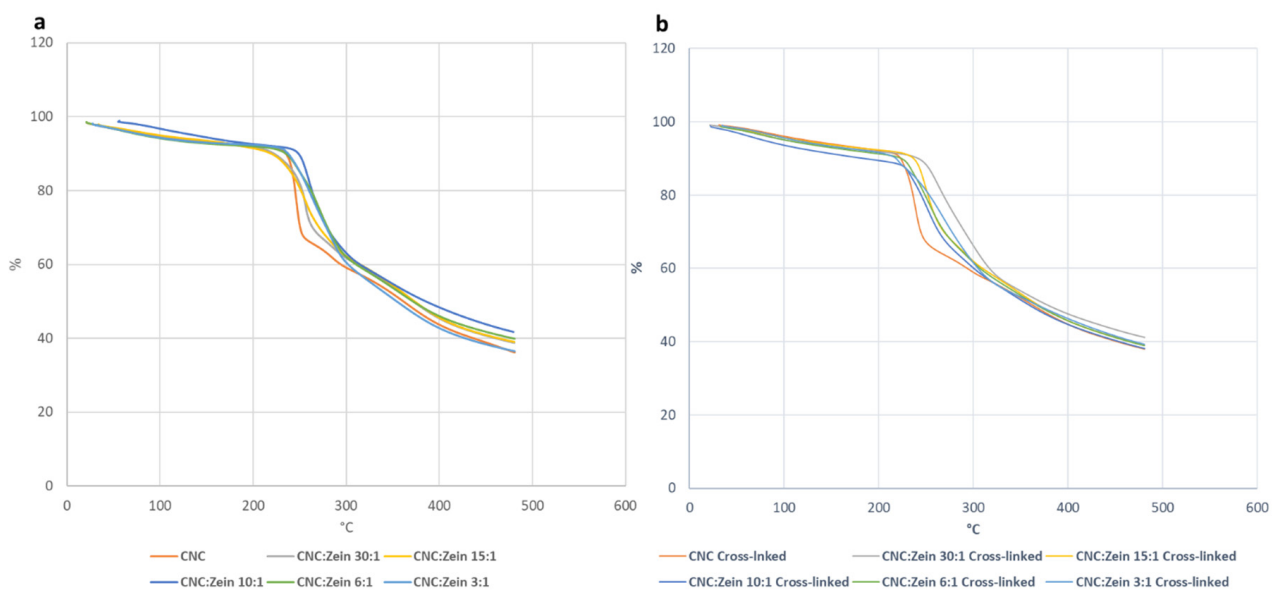 a
120
100
80
60
40
20
0
%
0 100 200 300 400 500 600
°C
CNC CNC:Zein 30:1 CNC:Zein 15:1
CNC:Zein 10:1 CNC:Zein 6:1 CNC:Zein 3:1
b
120
100
80
60
40
20
0
%
0 100 200 300 400 500 600
°C
CNC Cross-lnked CNC:Zein 30:1 Cross-linked CNC:Zein 15:1 Cross-linked
CNC:Zein 10:1 Cross-linked CNC:Zein 6:1 Cross-linked CNC:Zein 3:1 Cross-linked